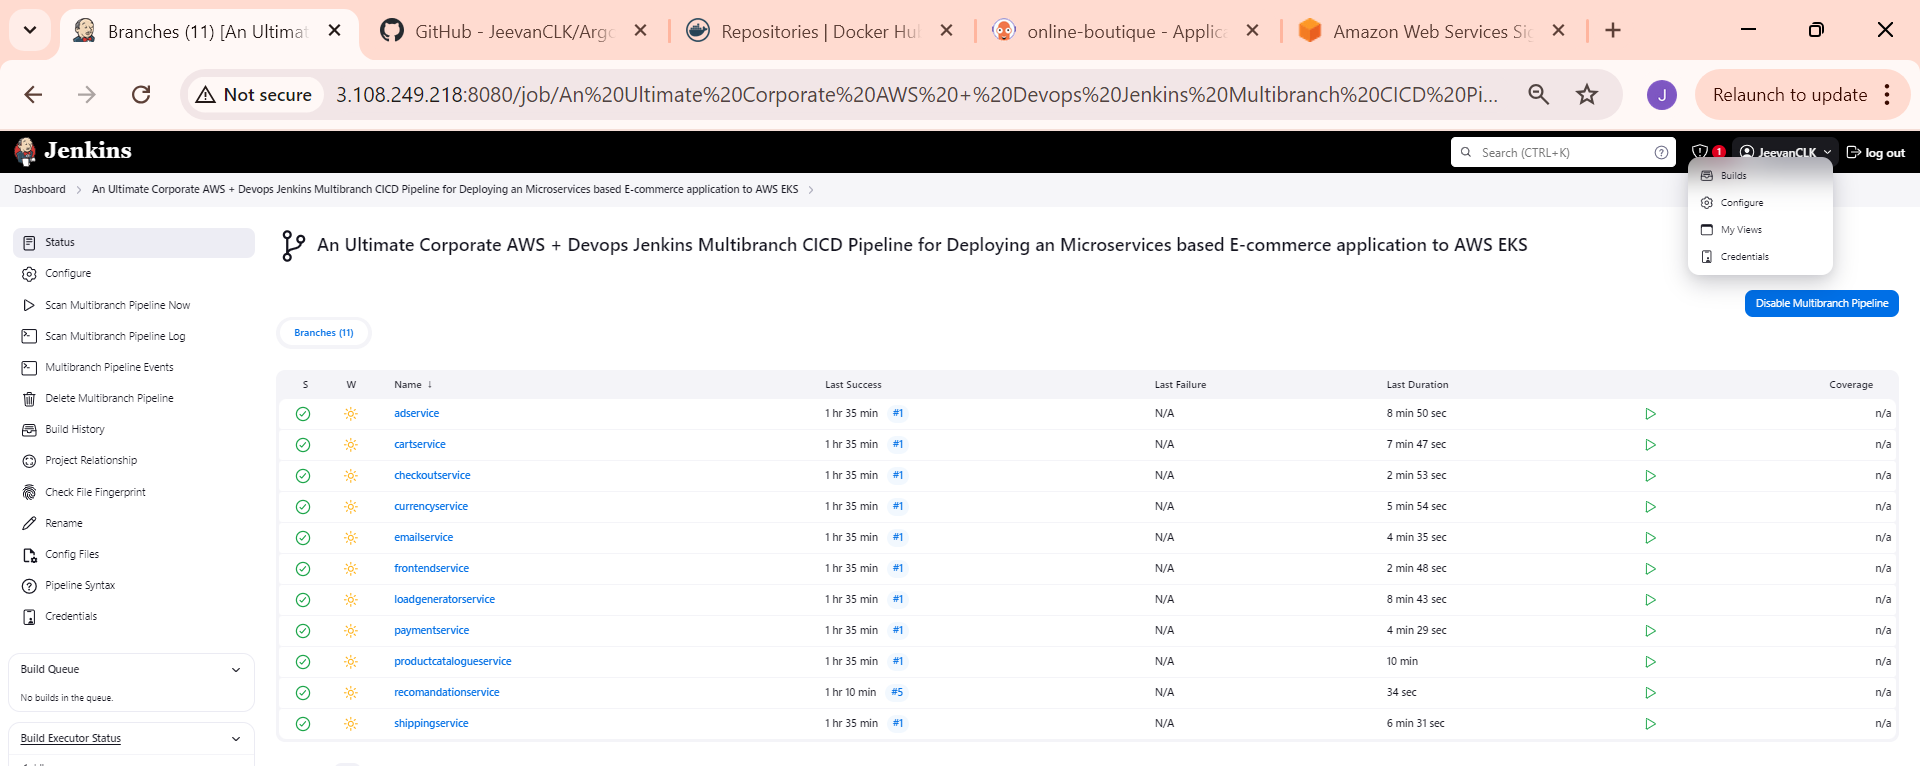 Branches (11) [An Ultimat
GitHub - JeevanCLK/Argo
Repositories | Docker Hu
online-boutique - Applica
Amazon Web Services Sig
Not secure
3.108.249.218:8080/job/An%20Ultimate%20Corporate%20AWS%20+%20Devops%20Jenkins%20Multibranch%20CICD%20Pi...
J
Relaunch to update
Jenkins
Search (CTRL+K)
1
JeevanCLK
log out
Dashboard
An Ultimate Corporate AWS + Devops Jenkins Multibranch CICD Pipeline for Deploying an Microservices based E-commerce application to AWS EKS
Builds
Configure
My Views
Credentials
Status
Configure
Scan Multibranch Pipeline Now
Scan Multibranch Pipeline Log
Multibranch Pipeline Events
Delete Multibranch Pipeline
Build History
Project Relationship
Check File Fingerprint
Rename
Config Files
Pipeline Syntax
Credentials
Build Queue
No builds in the queue.
Build Executor Status
An Ultimate Corporate AWS + Devops Jenkins Multibranch CICD Pipeline for Deploying an Microservices based E-commerce application to AWS EKS
Disable Multibranch Pipeline
Branches (11)
S W Name ↓ Last Success Last Failure Last Duration Coverage
adservice 1 hr 35 min #1 N/A 8 min 50 sec n/a
cartservice 1 hr 35 min #1 N/A 7 min 47 sec n/a
checkoutservice 1 hr 35 min #1 N/A 2 min 53 sec n/a
currencyservice 1 hr 35 min #1 N/A 5 min 54 sec n/a
emailservice 1 hr 35 min #1 N/A 4 min 35 sec n/a
frontendservice 1 hr 35 min #1 N/A 2 min 48 sec n/a
loadgeneratorservice 1 hr 35 min #1 N/A 8 min 43 sec n/a
paymentservice 1 hr 35 min #1 N/A 4 min 29 sec n/a
productcatalogueservice 1 hr 35 min #1 N/A 10 min n/a
recomandationservice 1 hr 10 min #5 N/A 34 sec n/a
shippingservice 1 hr 35 min #1 N/A 6 min 31 sec n/a